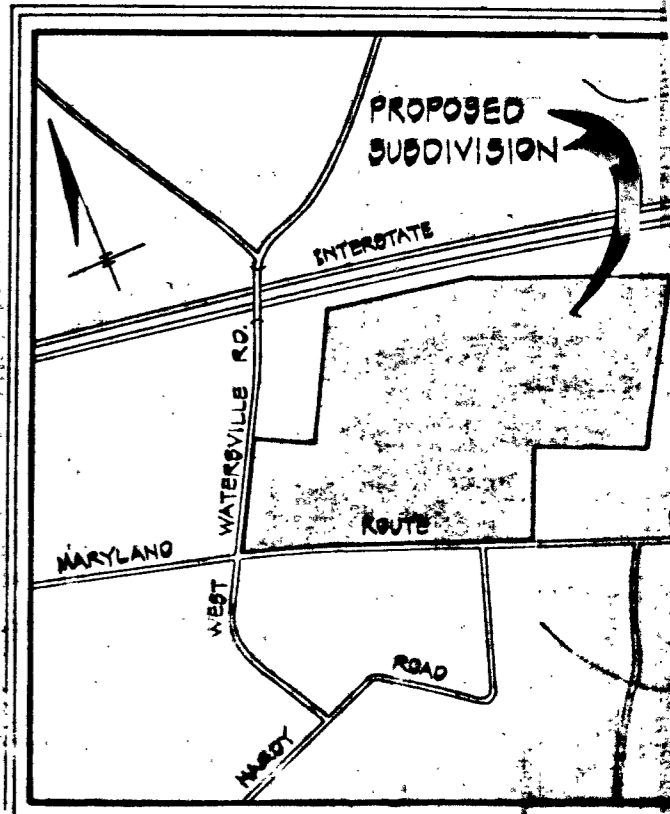 PROPOSED
SUBDIVISION
INTERSTATE
WATERSVILLE RD.
ROUTE
MARYLAND
WEST
ROAD
HARDY